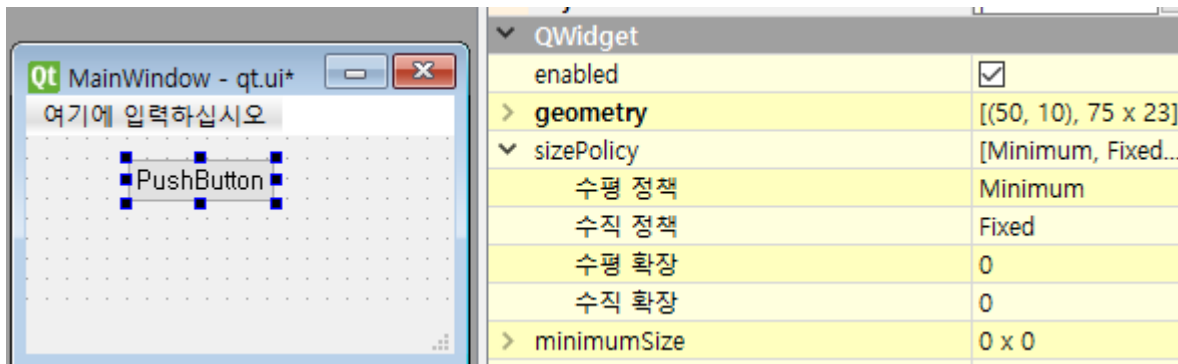 QWidget
MainWindow - qt.ui*
enabled
여기에 입력하십시오
geometry [(50, 10), 75 x 23]
sizePolicy [Minimum, Fixed...
PushButton
수평 정책 Minimum
수직 정책 Fixed
수평 확장 0
수직 확장 0
minimumSize 0 x 0